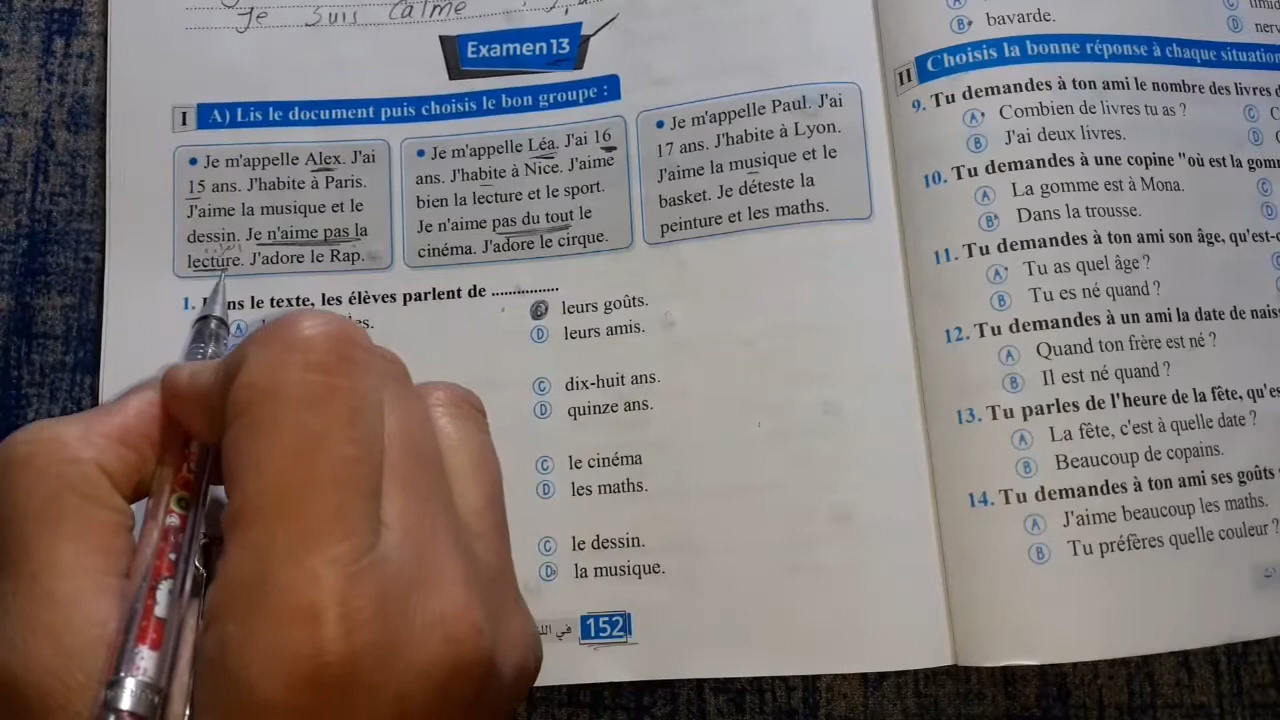 Je suis calme
Examen 13
I A) Lis le document puis choisis le bon groupe :
• Je m'appelle Alex. J'ai
15 ans. J'habite à Paris.
J'aime la musique et le
dessin. Je n'aime pas la
lecture. J'adore le Rap.
• Je m'appelle Léa. J'ai 16
ans. J'habite à Nice. J'aime
bien la lecture et le sport.
Je n'aime pas du tout le
cinéma. J'adore le cirque.
• Je m'appelle Paul. J'ai
17 ans. J'habite à Lyon.
J'aime la musique et le
basket. Je déteste la
peinture et les maths.
1. le texte, les élèves parlent de ...............
A
C leurs goûts.
D leurs amis.
C dix-huit ans.
D quinze ans.
C le cinéma
D les maths.
C le dessin.
D la musique.
152 في
B bavarde.
D
II Choisis la bonne réponse à chaque situation
9. Tu demandes à ton ami le nombre des livres
A Combien de livres tu as ?
C
B J'ai deux livres.
D
10. Tu demandes à une copine "où est la
A La gomme est à Mona.
C
B Dans la trousse.
D
11. Tu demandes à ton ami son âge,
A Tu as quel âge ?
B Tu es né quand ?
12. Tu demandes à un ami la date de
A Quand ton frère est né ?
B Il est né quand ?
13. Tu parles de l'heure de la fête,
A La fête, c'est à quelle date ?
B Beaucoup de copains.
14. Tu demandes à ton ami ses goûts
A J'aime beaucoup les maths.
B Tu préfères quelle couleur ?